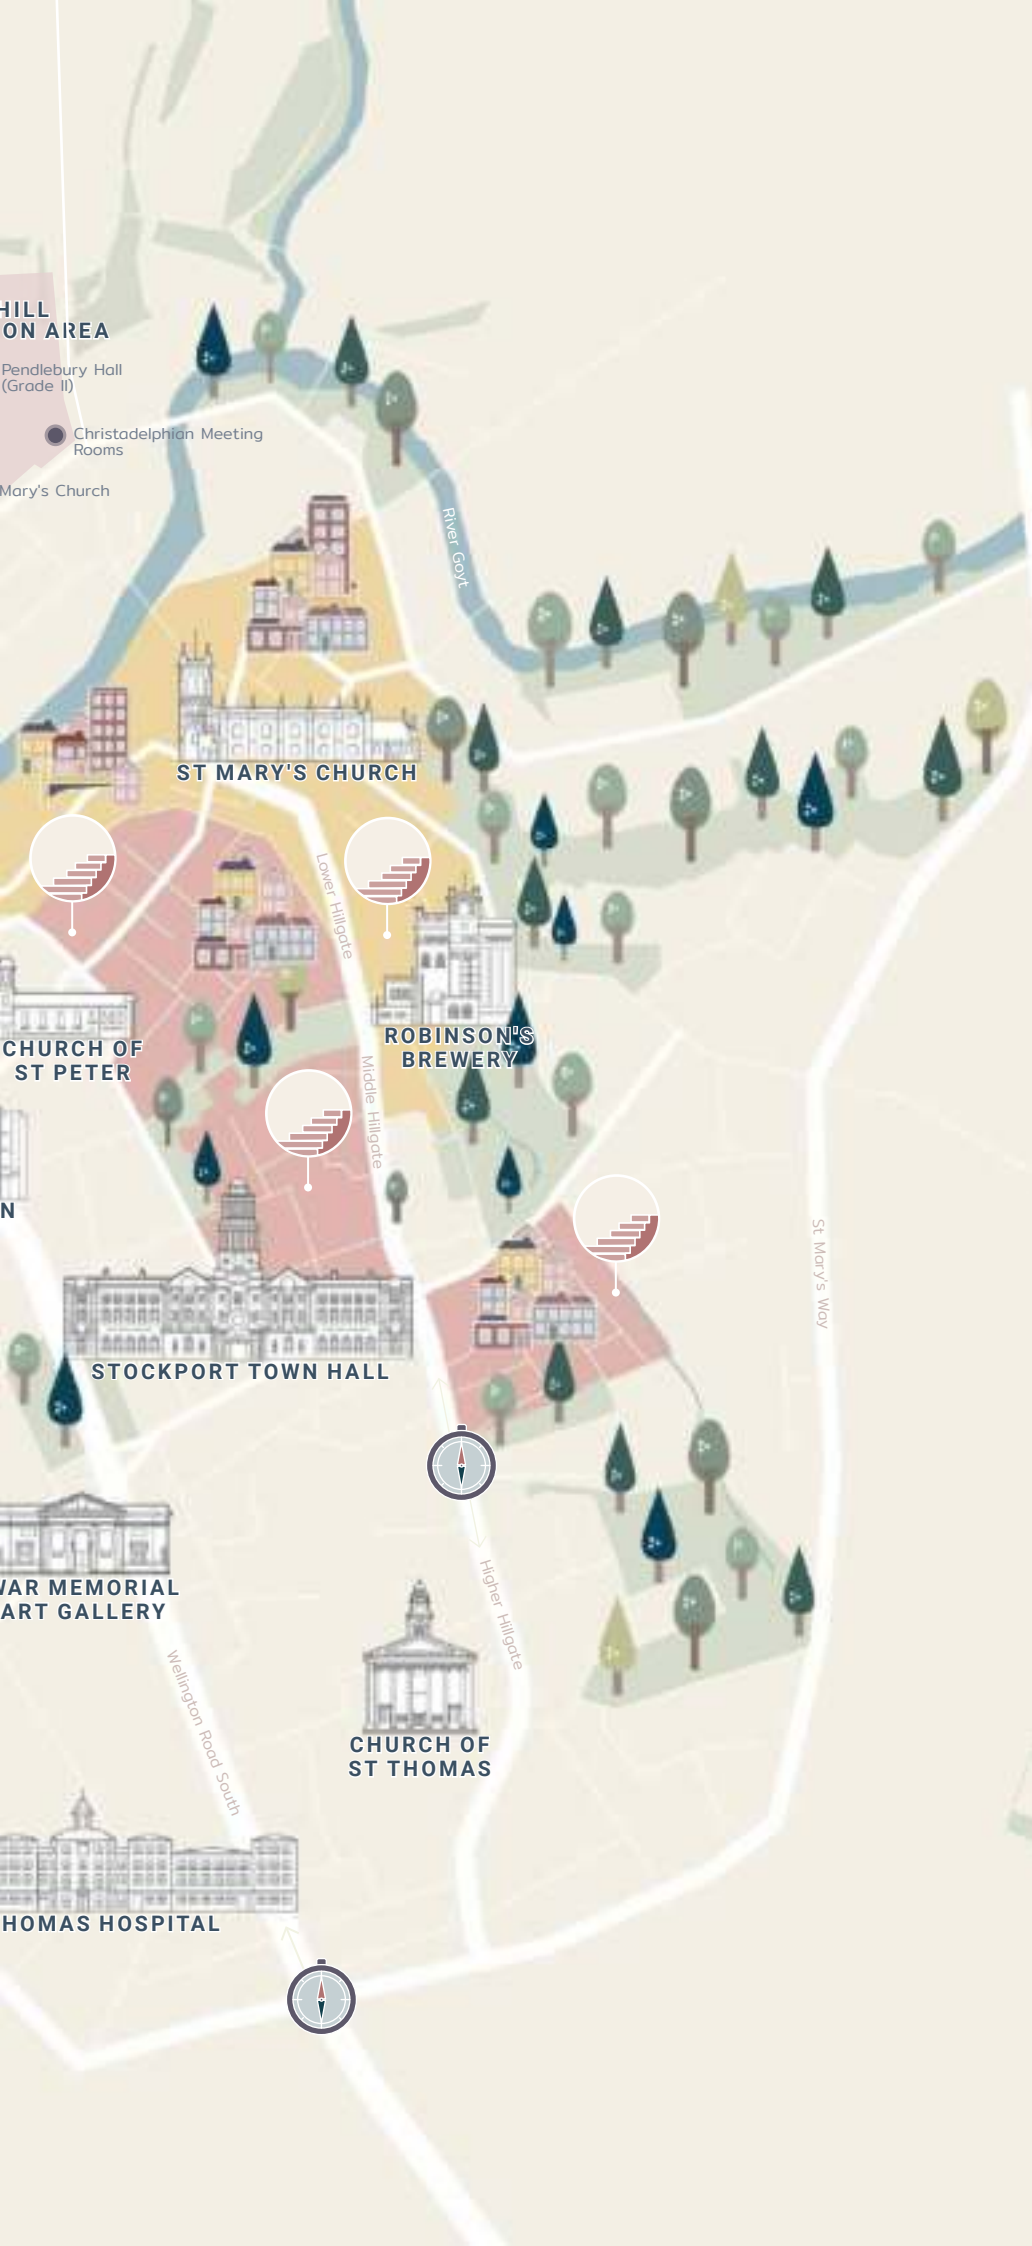 HILL
ON AREA
Pendlebury Hall
(Grade II)
Christadelphian Meeting
Rooms
Mary's Church
River Goyt
ST MARY'S CHURCH
Lower Hillgate
ROBINSON'S
BREWERY
CHURCH OF
ST PETER
Middle Hillgate
N
St Mary's Way
STOCKPORT TOWN HALL
Higher Hillgate
WAR MEMORIAL
ART GALLERY
Wellington Road South
CHURCH OF
ST THOMAS
HOMAS HOSPITAL